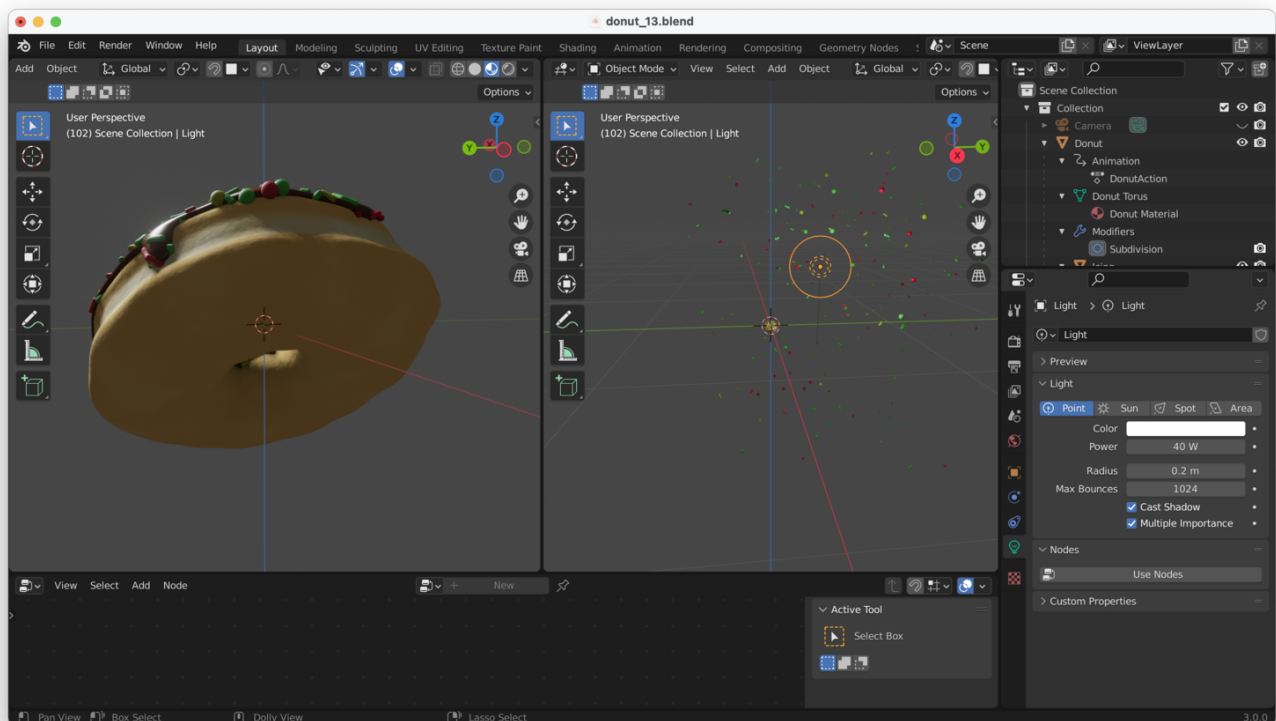 donut_13.blend
File Edit Render Window Help Layout Modeling Sculpting UV Editing Texture Paint Shading Animation Rendering Compositing Geometry Nodes Scene ViewLayer
Add Object Global
Options
User Perspective
(102) Scene Collection | Light
Z
Y
X
Object Mode View Select Add Object Global
Options
User Perspective
(102) Scene Collection | Light
Z
Y
X
Scene Collection
Collection
Camera
Donut
Animation
DonutAction
Donut Torus
Donut Material
Modifiers
Subdivision
Light > Light
Light
Preview
Light
Point Sun Spot Area
Color
Power 40 W
Radius 0.2 m
Max Bounces 1024
Cast Shadow
Multiple Importance
Nodes
Use Nodes
Custom Properties
View Select Add Node New
Active Tool
Select Box
Pan View Box Select Dolly View Lasso Select 3.0.0